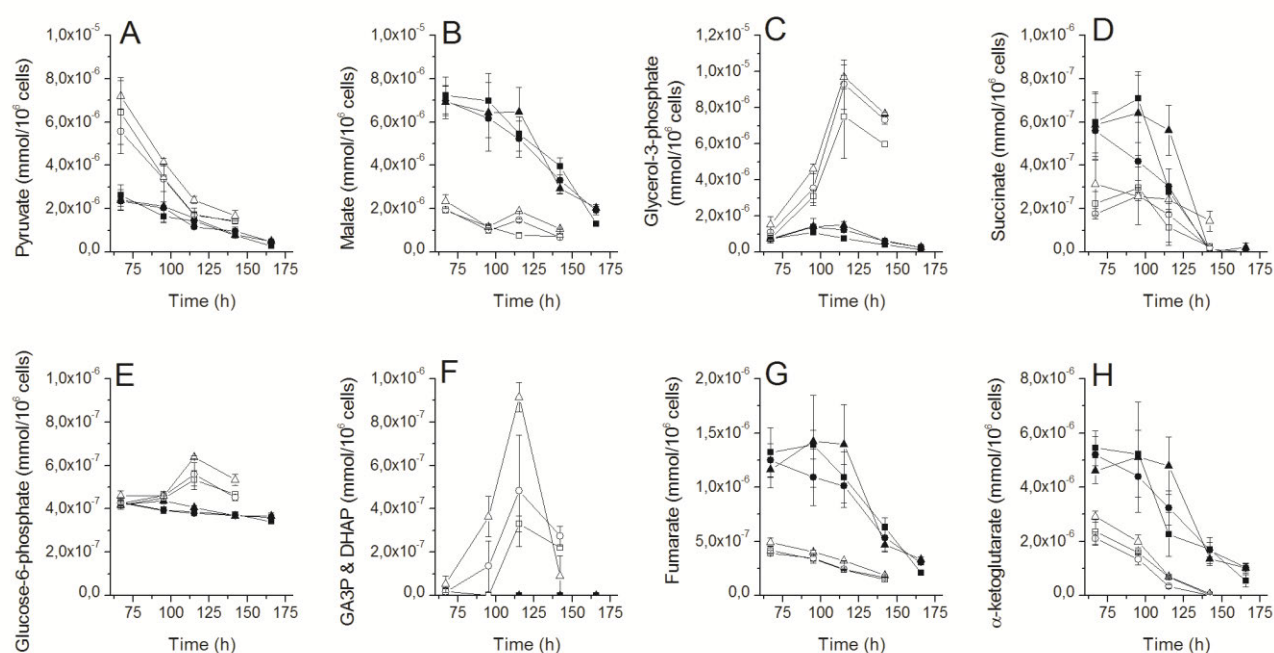 A
Pyruvate (mmol/10⁶ cells)
1,0x10⁻⁵
8,0x10⁻⁶
6,0x10⁻⁶
4,0x10⁻⁶
2,0x10⁻⁶
0,0
75 100 125 150 175
Time (h)
B
Malate (mmol/10⁶ cells)
1,0x10⁻⁵
8,0x10⁻⁶
6,0x10⁻⁶
4,0x10⁻⁶
2,0x10⁻⁶
0,0
75 100 125 150 175
Time (h)
C
Glycerol-3-phosphate
(mmol/10⁶ cells)
1,2x10⁻⁵
1,0x10⁻⁵
8,0x10⁻⁶
6,0x10⁻⁶
4,0x10⁻⁶
2,0x10⁻⁶
0,0
75 100 125 150 175
Time (h)
D
Succinate (mmol/10⁶ cells)
1,0x10⁻⁶
8,0x10⁻⁷
6,0x10⁻⁷
4,0x10⁻⁷
2,0x10⁻⁷
0,0
75 100 125 150 175
Time (h)
E
Glucose-6-phosphate (mmol/10⁶ cells)
1,0x10⁻⁶
8,0x10⁻⁷
6,0x10⁻⁷
4,0x10⁻⁷
2,0x10⁻⁷
0,0
75 100 125 150 175
Time (h)
F
GA3P & DHAP (mmol/10⁶ cells)
1,0x10⁻⁶
8,0x10⁻⁷
6,0x10⁻⁷
4,0x10⁻⁷
2,0x10⁻⁷
0,0
75 100 125 150 175
Time (h)
G
Fumarate (mmol/10⁶ cells)
2,0x10⁻⁶
1,5x10⁻⁶
1,0x10⁻⁶
5,0x10⁻⁷
0,0
75 100 125 150 175
Time (h)
H
α-ketoglutarate (mmol/10⁶ cells)
8,0x10⁻⁶
6,0x10⁻⁶
4,0x10⁻⁶
2,0x10⁻⁶
0,0
75 100 125 150 175
Time (h)